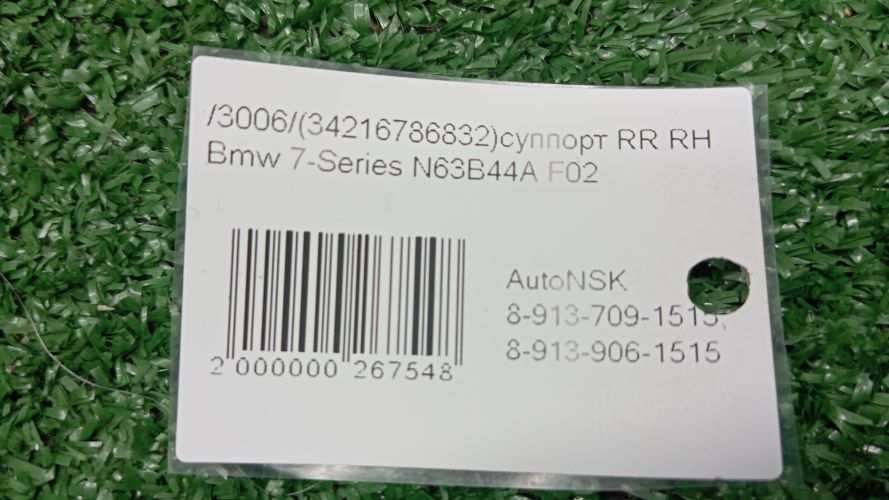 /3006/(34216786832)суппорт RR RH
Bmw 7-Series N63B44A F02
AutoNSK
8-913-709-1515,
8-913-906-1515
2 000000 267548